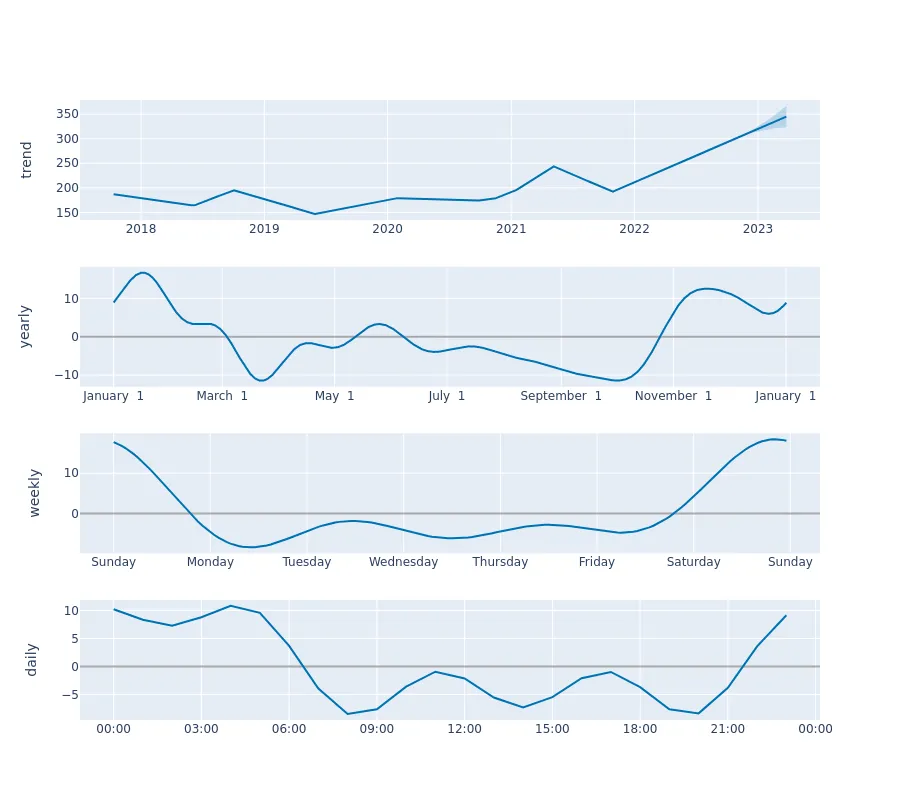 trend
350
300
250
200
150
2018 2019 2020 2021 2022 2023
yearly
10
0
−10
January 1 March 1 May 1 July 1 September 1 November 1 January 1
weekly
10
0
Sunday Monday Tuesday Wednesday Thursday Friday Saturday Sunday
daily
10
5
0
−5
00:00 03:00 06:00 09:00 12:00 15:00 18:00 21:00 00:00